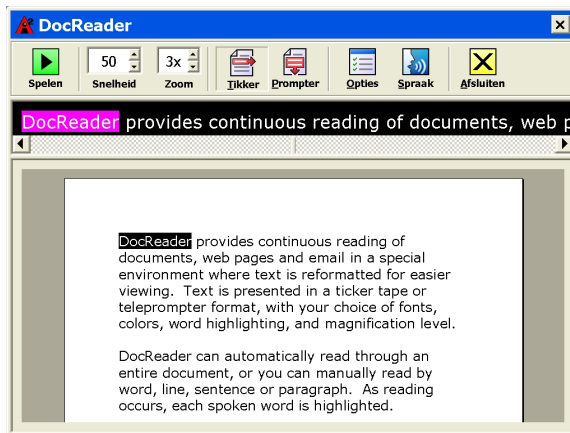 DocReader
Spelen
50
Snelheid
3x
Zoom
Tikker
Prompter
Opties
Spraak
Afsluiten
DocReader provides continuous reading of documents, web p
DocReader provides continuous reading of
documents, web pages and email in a special
environment where text is reformatted for easier
viewing.  Text is presented in a ticker tape or
teleprompter format, with your choice of fonts,
colors, word highlighting, and magnification level.
DocReader can automatically read through an
entire document, or you can manually read by
word, line, sentence or paragraph.  As reading
occurs, each spoken word is highlighted.